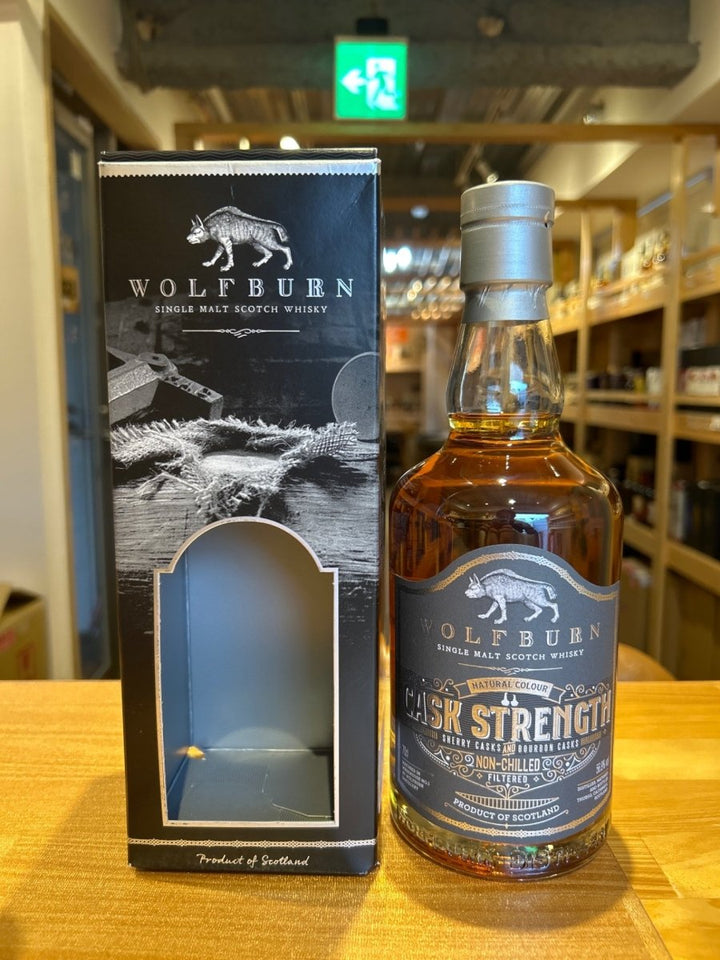 WOLFBURN
SINGLE MALT SCOTCH WHISKY
Product of Scotland
WOLFBURN
SINGLE MALT SCOTCH WHISKY
NATURAL COLOUR
CASK STRENGTH
SHERRY CASKS AND BOURBON CASKS
NON-CHILLED
FILTERED
PRODUCT OF SCOTLAND